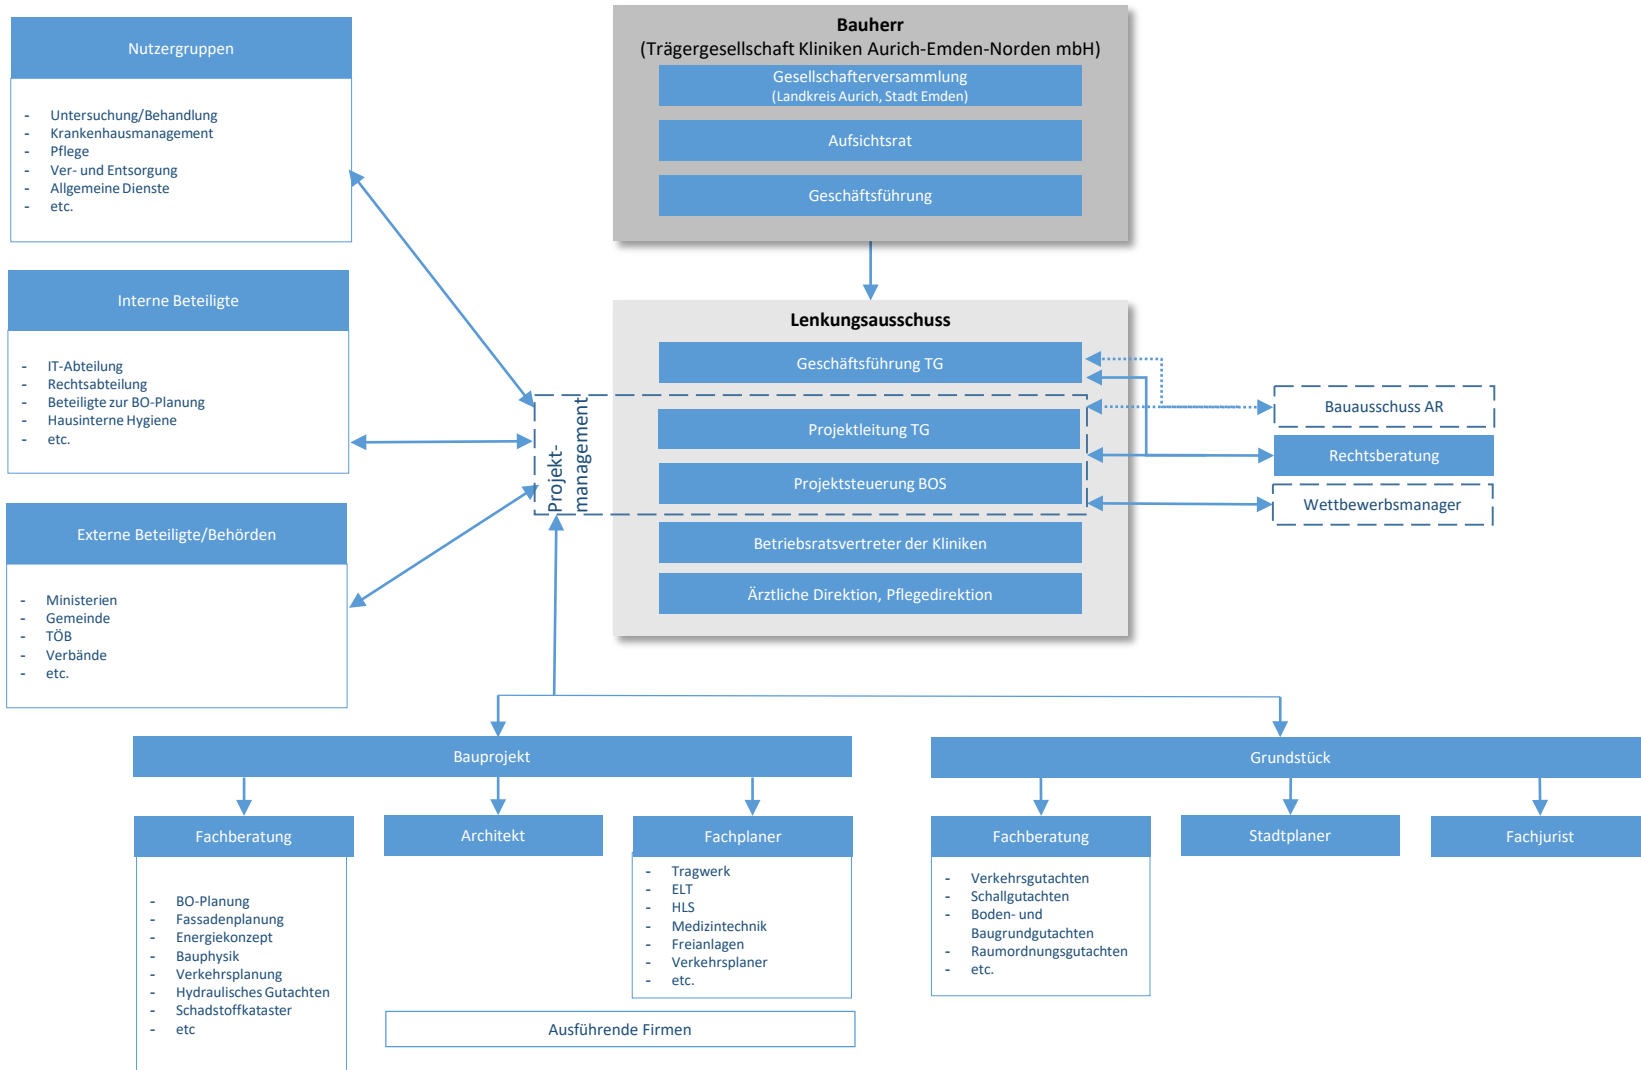 Nutzergruppen
- Untersuchung/Behandlung
- Krankenhausmanagement
- Pflege
- Ver- und Entsorgung
- Allgemeine Dienste
- etc.
Interne Beteiligte
- IT-Abteilung
- Rechtsabteilung
- Beteiligte zur BO-Planung
- Hausinterne Hygiene
- etc.
Externe Beteiligte/Behörden
- Ministerien
- Gemeinde
- TÖB
- Verbände
- etc.
Bauherr
(Trägergesellschaft Kliniken Aurich-Emden-Norden mbH)
Gesellschafterversammlung
(Landkreis Aurich, Stadt Emden)
Aufsichtsrat
Geschäftsführung
Lenkungsausschuss
Geschäftsführung TG
Projekt-
management
Projektleitung TG
Projektsteuerung BOS
Betriebsratsvertreter der Kliniken
Ärztliche Direktion, Pflegedirektion
Bauausschuss AR
Rechtsberatung
Wettbewerbsmanager
Bauprojekt
Fachberatung
- BO-Planung
- Fassadenplanung
- Energiekonzept
- Bauphysik
- Verkehrsplanung
- Hydraulisches Gutachten
- Schadstoffkataster
- etc
Architekt
Fachplaner
- Tragwerk
- ELT
- HLS
- Medizintechnik
- Freianlagen
- Verkehrsplaner
- etc.
Ausführende Firmen
Grundstück
Fachberatung
- Verkehrsgutachten
- Schallgutachten
- Boden- und
Baugrundgutachten
- Raumordnungsgutachten
- etc.
Stadtplaner
Fachjurist